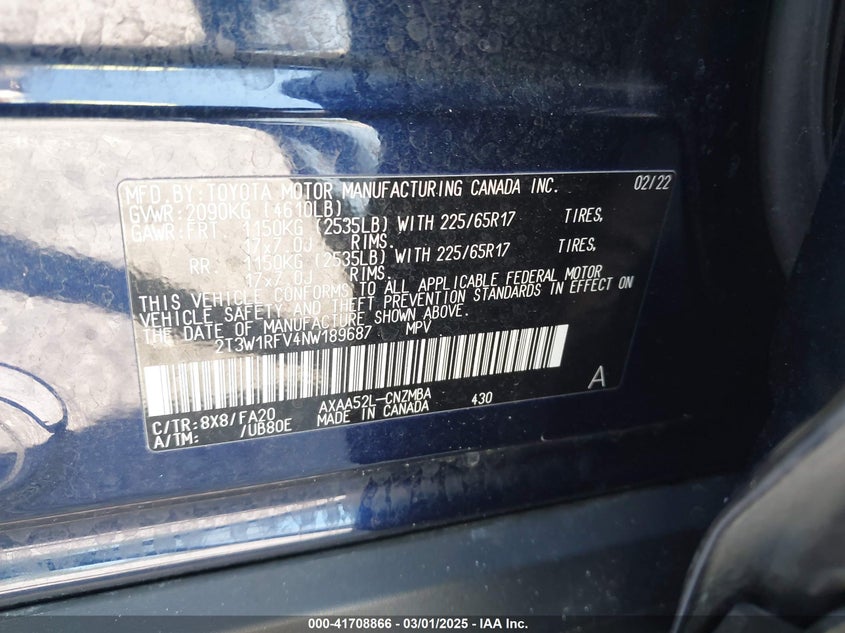 MFD.BY:TOYOTA MOTOR MANUFACTURING CANADA INC. 02/22
GVWR:2090KG (4610LB)
GAWR:FRT 1150KG (2535LB) WITH 225/65R17 TIRES,
17x7.0J RIMS.
RR 1150KG (2535LB) WITH 225/65R17 TIRES,
17x7.0J RIMS.
THIS VEHICLE CONFORMS TO ALL APPLICABLE FEDERAL MOTOR
VEHICLE SAFETY AND THEFT PREVENTION STANDARDS IN EFFECT ON
THE DATE OF MANUFACTURE SHOWN ABOVE.
2T3W1RFV4NW189687 MPV
A
C/TR:8X8/FA20 AXAA52L-CNZMBA 430
A/TM: /UB80E MADE IN CANADA
000-41708866 - 03/01/2025 - IAA Inc.